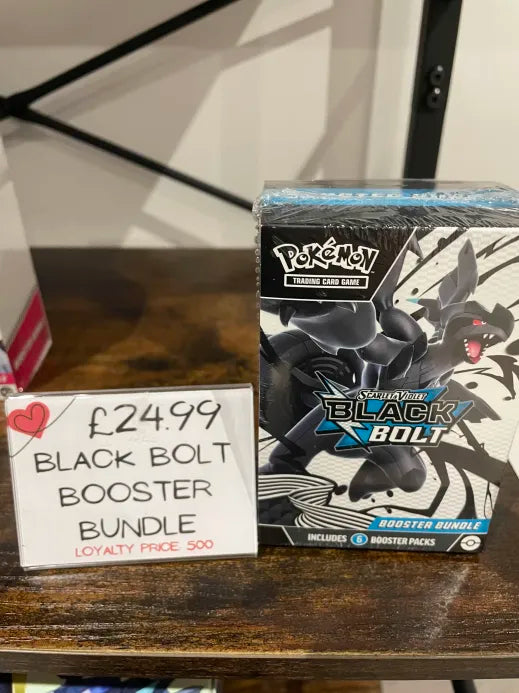 £24.99
BLACK BOLT
BOOSTER
BUNDLE
LOYALTY PRICE 500
POKéMON
TRADING CARD GAME
SCARLET & VIOLET
BLACK
BOLT
BOOSTER BUNDLE
INCLUDES 6 BOOSTER PACKS